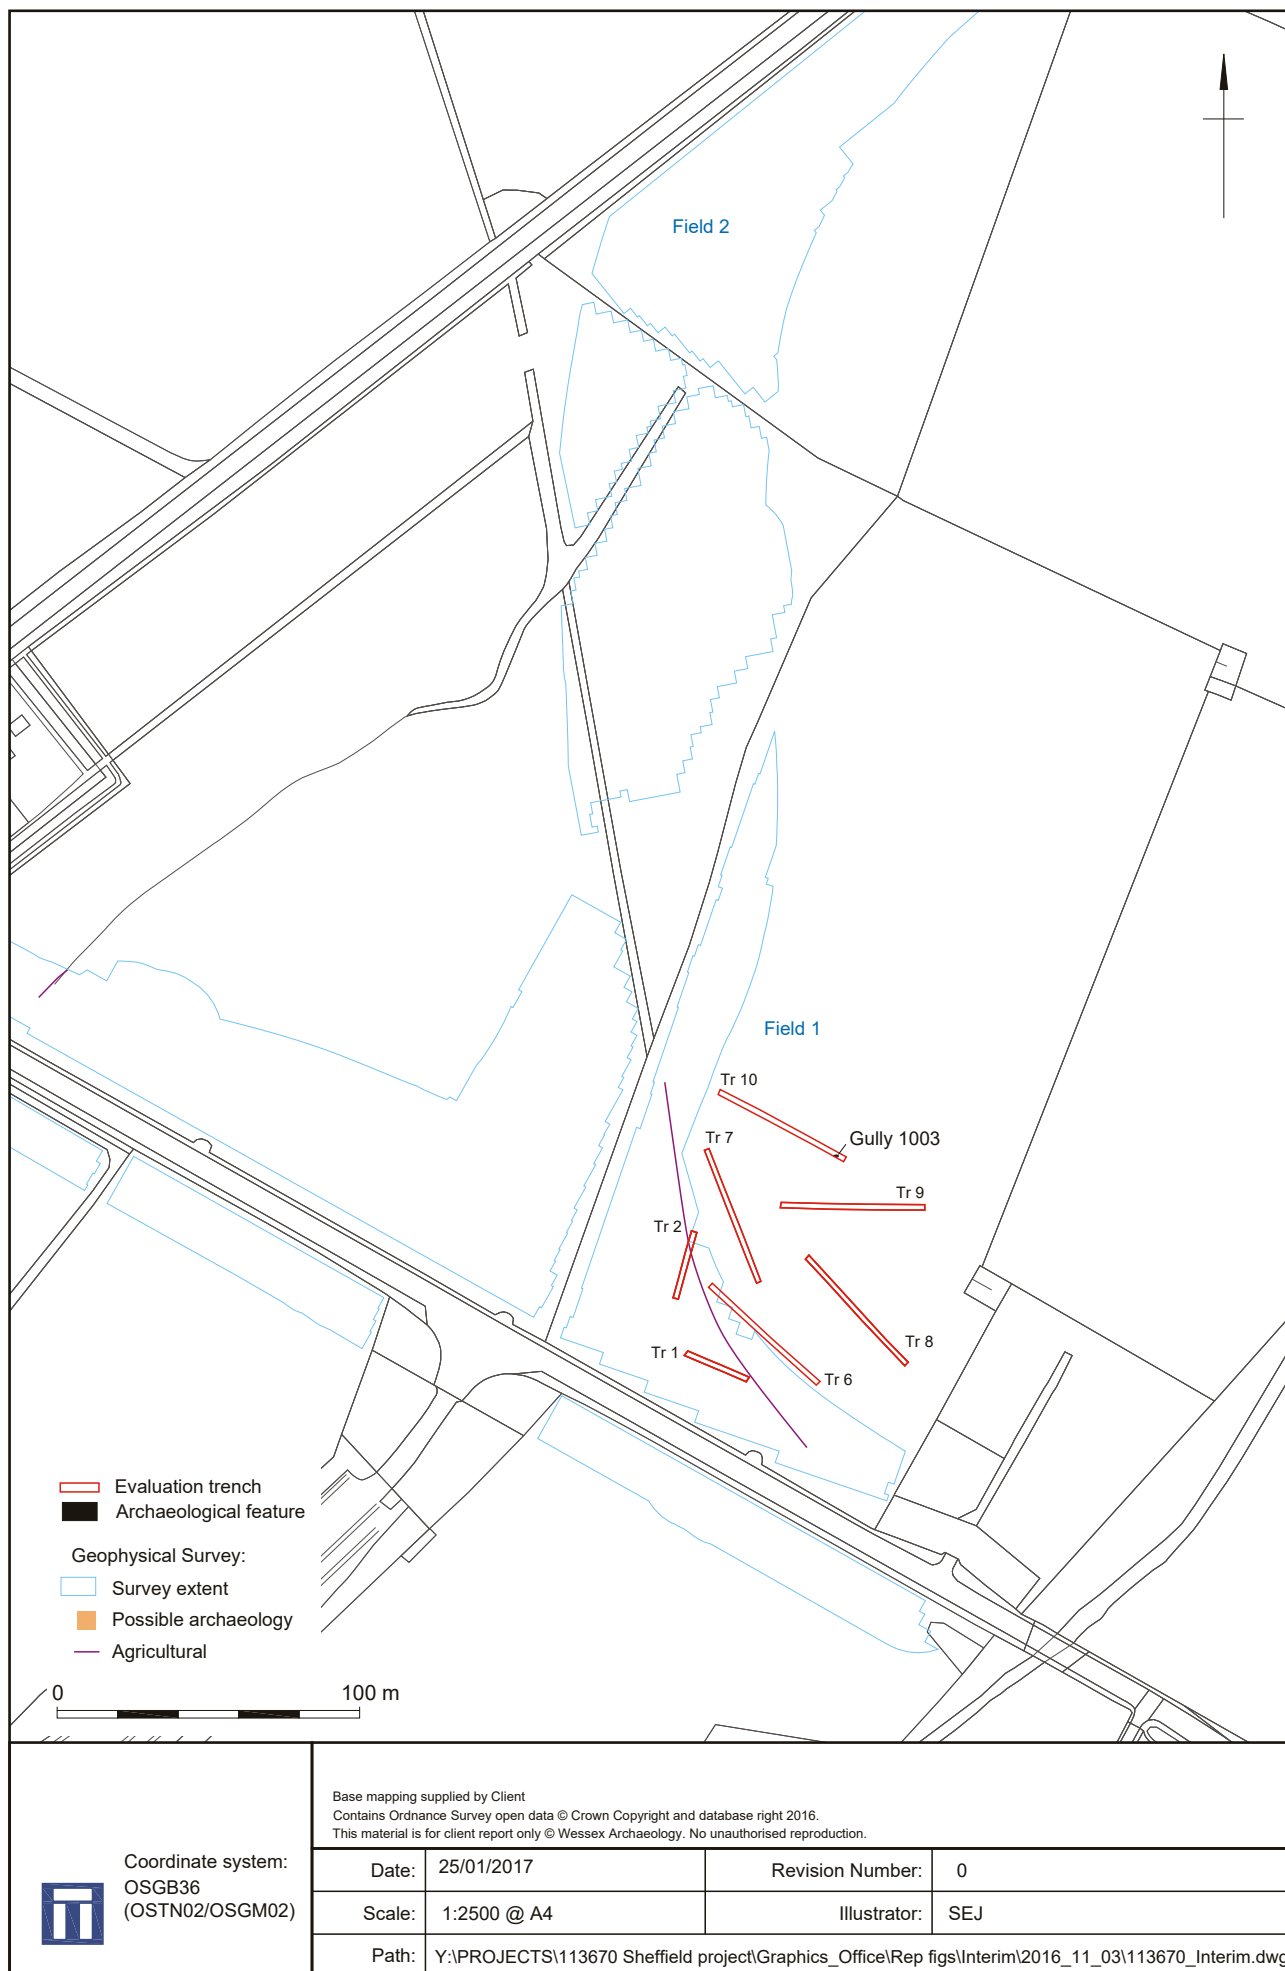 Field 2
Field 1
Tr 10
Gully 1003
Tr 7
Tr 9
Tr 2
Tr 8
Tr 1
Tr 6
Evaluation trench
Archaeological feature
Geophysical Survey:
Survey extent
Possible archaeology
Agricultural
0 100 m
Base mapping supplied by Client
Contains Ordnance Survey open data © Crown Copyright and database right 2016.
This material is for client report only © Wessex Archaeology. No unauthorised reproduction.
Coordinate system:
OSGB36
(OSTN02/OSGM02)
Date: 25/01/2017 Revision Number: 0
Scale: 1:2500 @ A4 Illustrator: SEJ
Path: Y:\PROJECTS\113670 Sheffield project\Graphics_Office\Rep figs\Interim\2016_11_03\113670_Interim.dwg